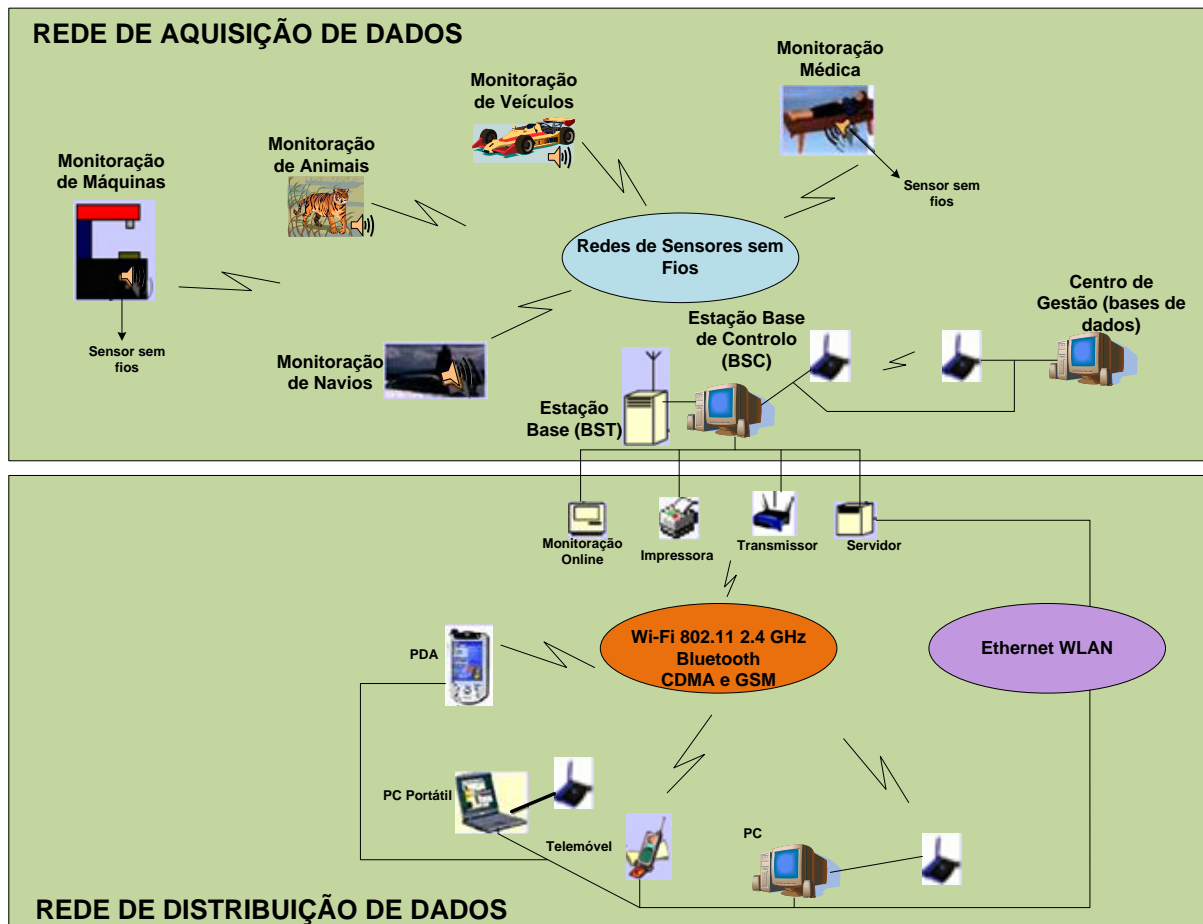 REDE DE AQUISIÇÃO DE DADOS
Monitoração
Médica
Monitoração
de Veículos
Monitoração
de Animais
Monitoração
de Máquinas
Sensor sem
fios
Redes de Sensores sem
Fios
Centro de
Gestão (bases de
dados)
Estação Base
de Controlo
(BSC)
Sensor sem
fios
Monitoração
de Navios
Estação
Base (BST)
Monitoração
Online
Impressora
Transmissor
Servidor
Wi-Fi 802.11 2.4 GHz
Bluetooth
CDMA e GSM
Ethernet WLAN
PDA
PC Portátil
Telemóvel
PC
REDE DE DISTRIBUIÇÃO DE DADOS